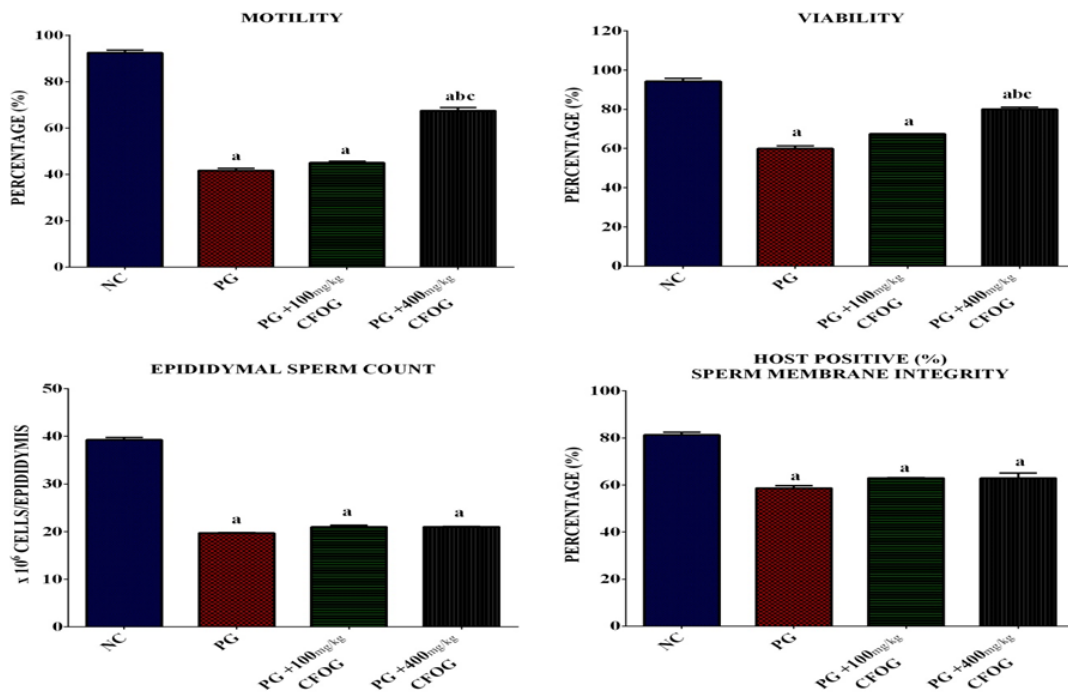 MOTILITY
PERCENTAGE (%)
100
80
60
40
20
0
a
a
abc
NC
PG
PG +100mg/kg
CFOG
PG +400mg/kg
CFOG
VIABILITY
PERCENTAGE (%)
120
100
80
60
40
20
0
a
a
abc
NC
PG
PG +100mg/kg
CFOG
PG +400mg/kg
CFOG
EPIDIDYMAL SPERM COUNT
x 10⁶ CELLS/EPIDIDYMIS
50
40
30
20
10
0
a
a
a
NC
PG
PG +100mg/kg
CFOG
PG +400mg/kg
CFOG
HOST POSITIVE (%)
SPERM MEMBRANE INTEGRITY
PERCENTAGE (%)
100
80
60
40
20
0
a
a
a
NC
PG
PG +100mg/kg
CFOG
PG +400mg/kg
CFOG